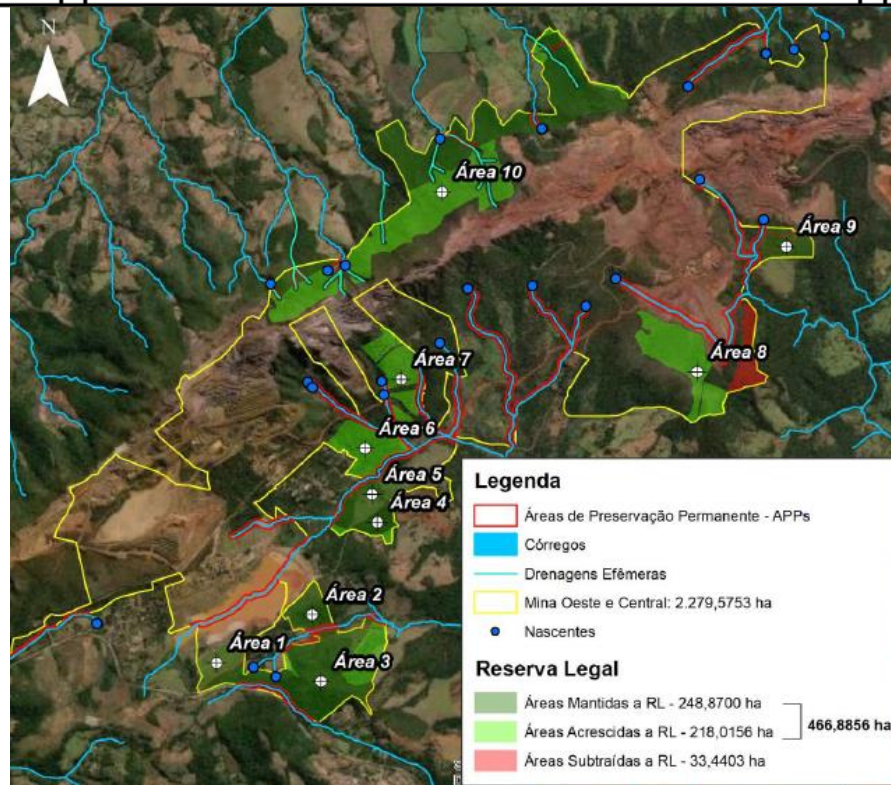 N
Área 10
Área 9
Área 7
Área 8
Área 6
Área 5
Área 4
Área 2
Área 1
Área 3
Legenda
Áreas de Preservação Permanente - APPs
Córregos
Drenagens Efêmeras
Mina Oeste e Central: 2.279,5753 ha
Nascentes
Reserva Legal
Áreas Mantidas a RL - 248,8700 ha
Áreas Acrescidas a RL - 218,0156 ha
466,8856 ha
Áreas Subtraídas a RL - 33,4403 ha